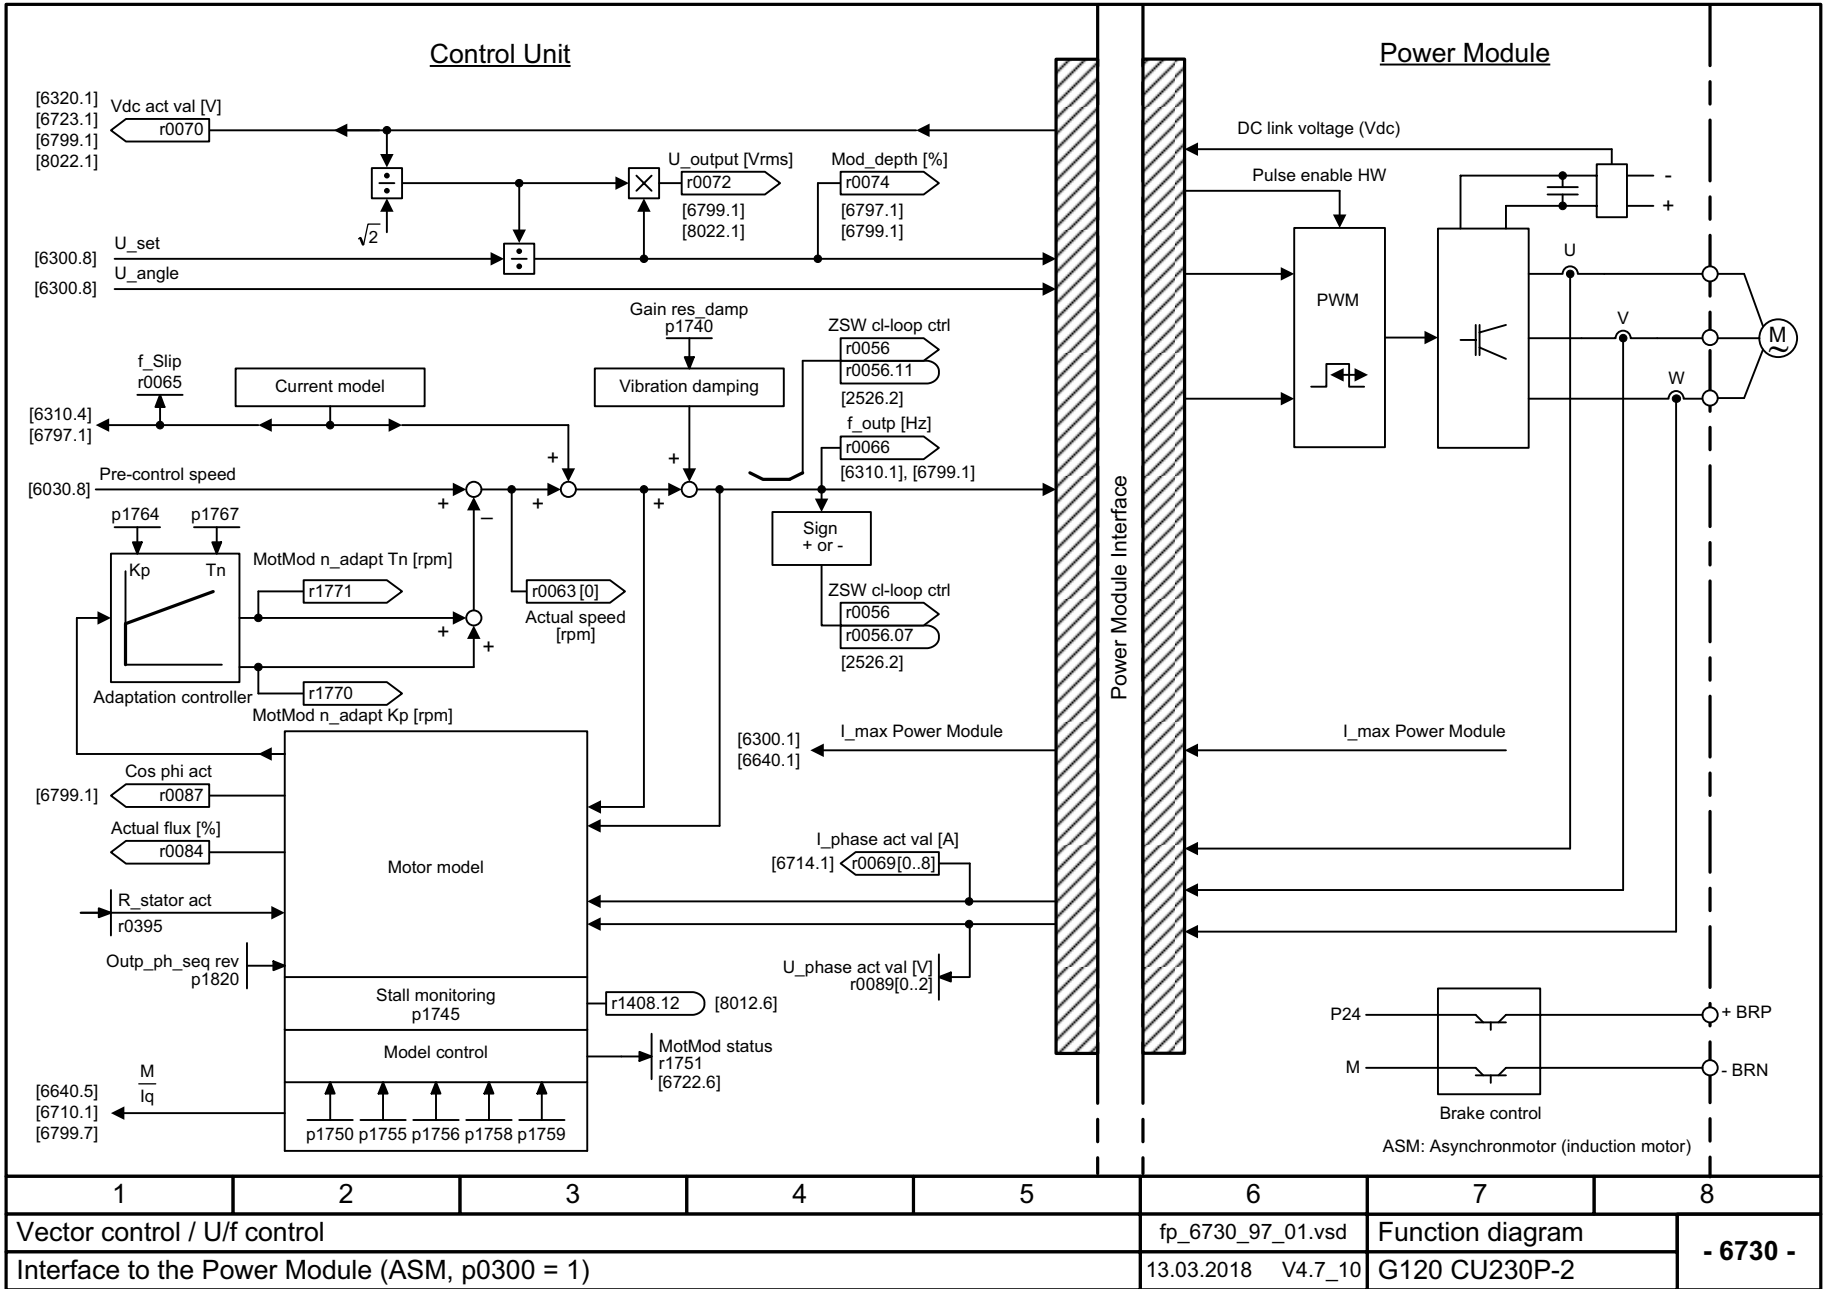 Control Unit
Power Module
[6320.1]
[6723.1]
[6799.1]
[8022.1]
Vdc act val [V]
r0070
÷
√2
×
U_output [Vrms]
r0072
[6799.1]
[8022.1]
Mod_depth [%]
r0074
[6797.1]
[6799.1]
U_set
[6300.8]
÷
U_angle
[6300.8]
Gain res_damp
p1740
Vibration damping
ZSW cl-loop ctrl
r0056
r0056.11
[2526.2]
f_outp [Hz]
r0066
[6310.1], [6799.1]
f_Slip
r0065
Current model
[6310.4]
[6797.1]
+
+
Pre-control speed
[6030.8]
+
–
+
+
p1764
p1767
Kp
Tn
Adaptation controller
MotMod n_adapt Tn [rpm]
r1771
+
+
r1770
MotMod n_adapt Kp [rpm]
r0063 [0]
Actual speed
[rpm]
Sign
+ or -
ZSW cl-loop ctrl
r0056
r0056.07
[2526.2]
I_max Power Module
[6300.1]
[6640.1]
Cos phi act
[6799.1]
r0087
Actual flux [%]
r0084
Motor model
R_stator act
r0395
Outp_ph_seq rev
p1820
I_phase act val [A]
[6714.1]
r0069[0..8]
U_phase act val [V]
r0089[0..2]
Stall monitoring
p1745
r1408.12
[8012.6]
Model control
MotMod status
r1751
[6722.6]
p1750
p1755
p1756
p1758
p1759
M
Iq
[6640.5]
[6710.1]
[6799.7]
Power Module Interface
DC link voltage (Vdc)
Pulse enable HW
-
+
PWM
U
V
W
M
~
I_max Power Module
P24
+ BRP
M
- BRN
Brake control
ASM: Asynchronmotor (induction motor)
1
2
3
4
5
6
7
8
Vector control / U/f control
fp_6730_97_01.vsd
Function diagram
- 6730 -
Interface to the Power Module (ASM, p0300 = 1)
13.03.2018 V4.7_10
G120 CU230P-2